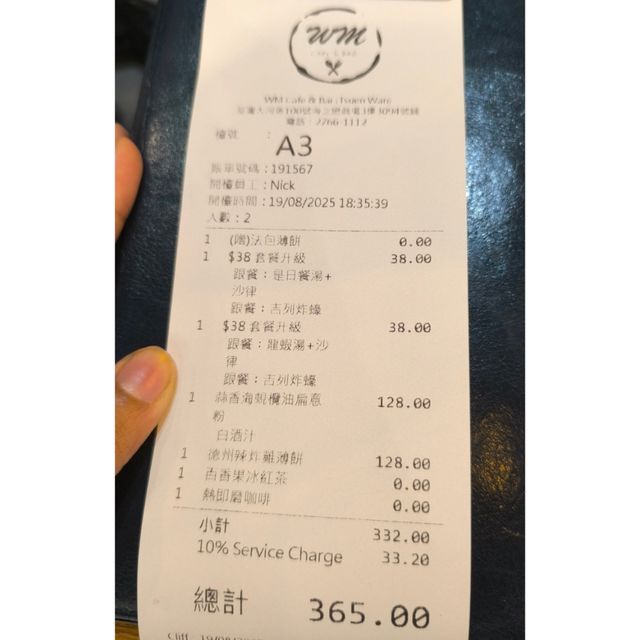 WM
CAFE & BAR
WM Cafe & Bar (Tsuen Wan)
電話：2766-1112
檯號 : A3
賬單號碼 : 191567
開檯員工 : Nick
開檯時間 : 19/08/2025 18:35:39
人數 : 2
1 (贈)法包薄餅 0.00
1 $38 套餐升級 38.00
跟餐：是日餐湯+
沙律
跟餐：吉列炸蠔
1 $38 套餐升級 38.00
跟餐：龍蝦湯+沙
律
跟餐：吉列炸蠔
1 蒜香海蜆欖油扁意 128.00
粉
白酒汁
1 德州辣炸雞薄餅 128.00
1 百香果冰紅茶 0.00
1 熱即磨咖啡 0.00
小計 332.00
10% Service Charge 33.20
總計 365.00